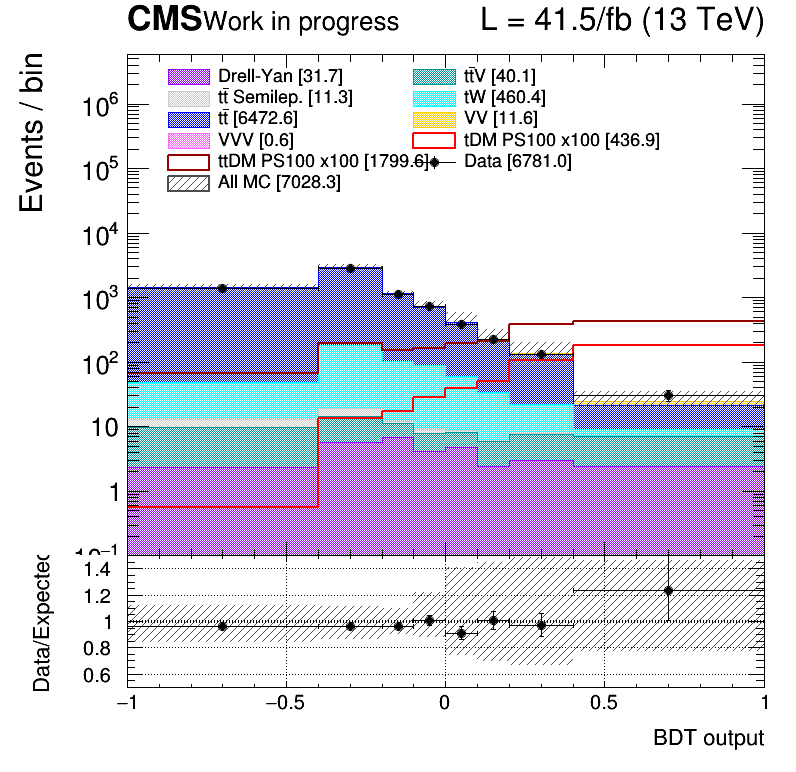 CMS Work in progress L = 41.5/fb (13 TeV)
Events / bin
Drell-Yan [31.7] tt̄V [40.1]
tt̄ Semilep. [11.3] tW [460.4]
tt̄ [6472.6] VV [11.6]
VVV [0.6] tDM PS100 x100 [436.9]
ttDM PS100 x100 [1799.6] Data [6781.0]
All MC [7028.3]
10⁶
10⁵
10⁴
10³
10²
10
1
10⁻¹
Data/Expected
1.4
1.2
1
0.8
0.6
−1 −0.5 0 0.5 1
BDT output